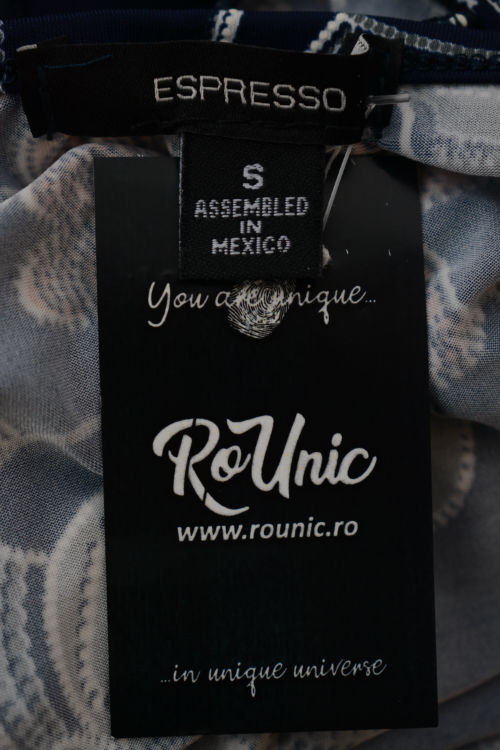 ESPRESSO
S
ASSEMBLED
IN
MEXICO
You are unique...
RoUnic
www.rounic.ro
...in unique universe